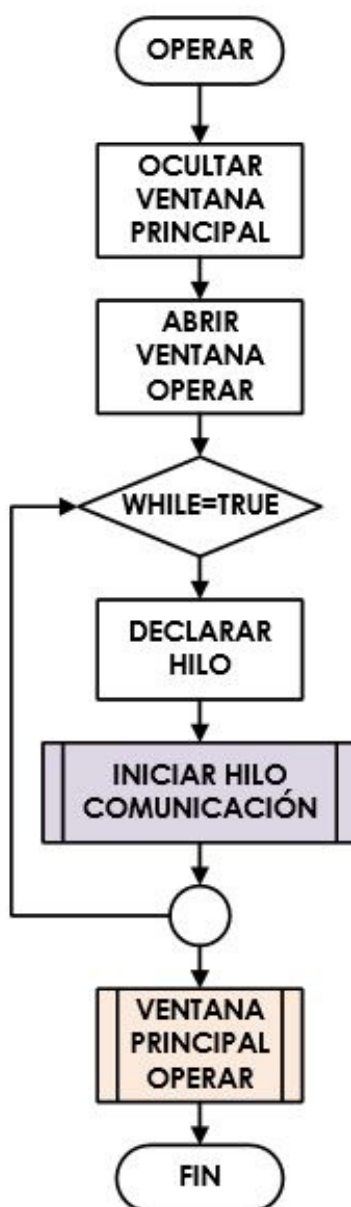 OPERAR
OCULTAR
VENTANA
PRINCIPAL
ABRIR
VENTANA
OPERAR
WHILE=TRUE
DECLARAR
HILO
INICIAR HILO
COMUNICACIÓN
VENTANA
PRINCIPAL
OPERAR
FIN